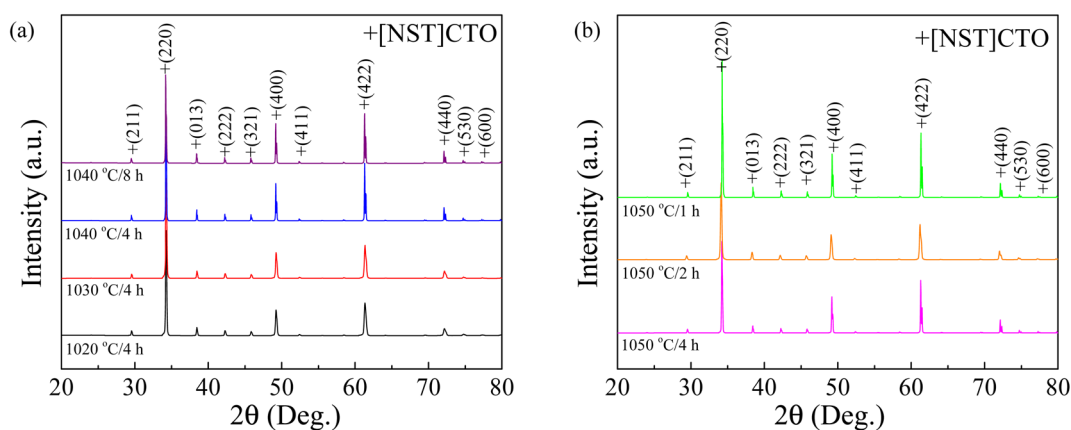 (a)
+[NST]CTO
+(211)
+(220)
+(013)
+(222)
+(321)
+(400)
+(411)
+(422)
+(440)
+(530)
+(600)
1040 °C/8 h
1040 °C/4 h
1030 °C/4 h
1020 °C/4 h
Intensity (a.u.)
20 30 40 50 60 70 80
2θ (Deg.)
(b)
+[NST]CTO
+(211)
+(220)
+(013)
+(222)
+(321)
+(400)
+(411)
+(422)
+(440)
+(530)
+(600)
1050 °C/1 h
1050 °C/2 h
1050 °C/4 h
Intensity (a.u.)
20 30 40 50 60 70 80
2θ (Deg.)